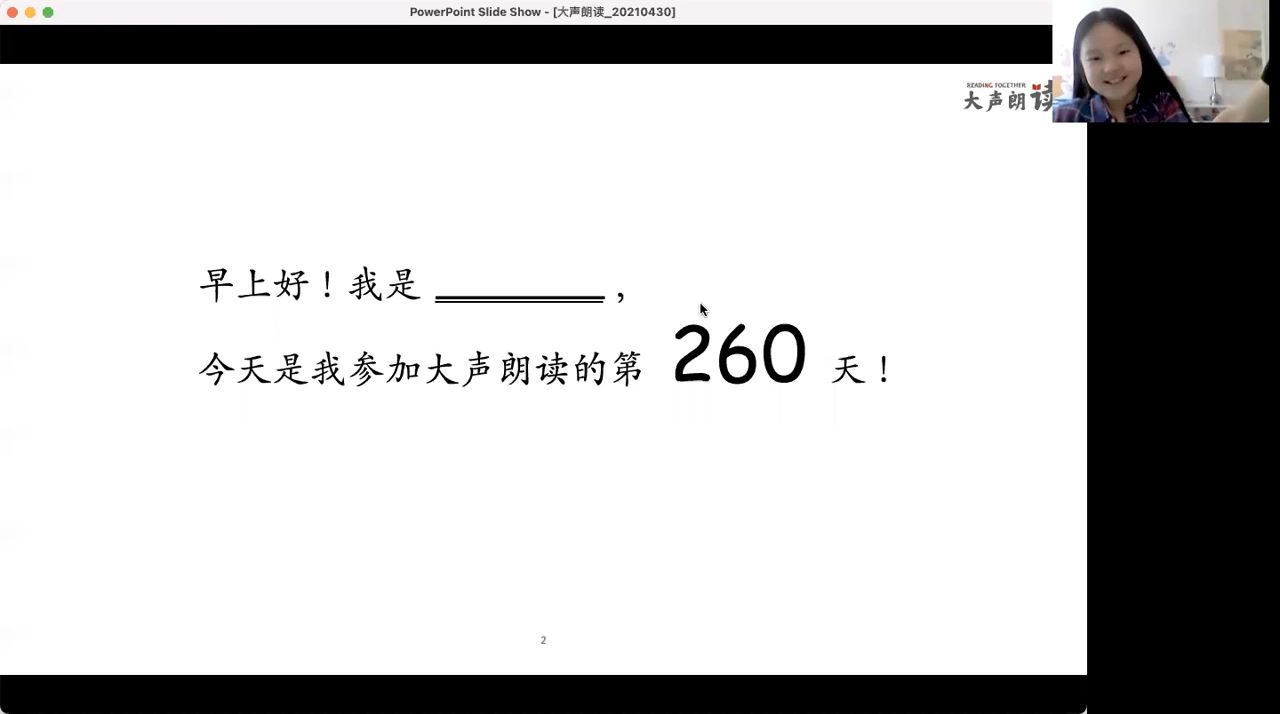 PowerPoint Slide Show - [大声朗读_20210430]
READING TOGETHER
大声朗读
早上好！我是 ________ ，
今天是我参加大声朗读的第 260 天！
2